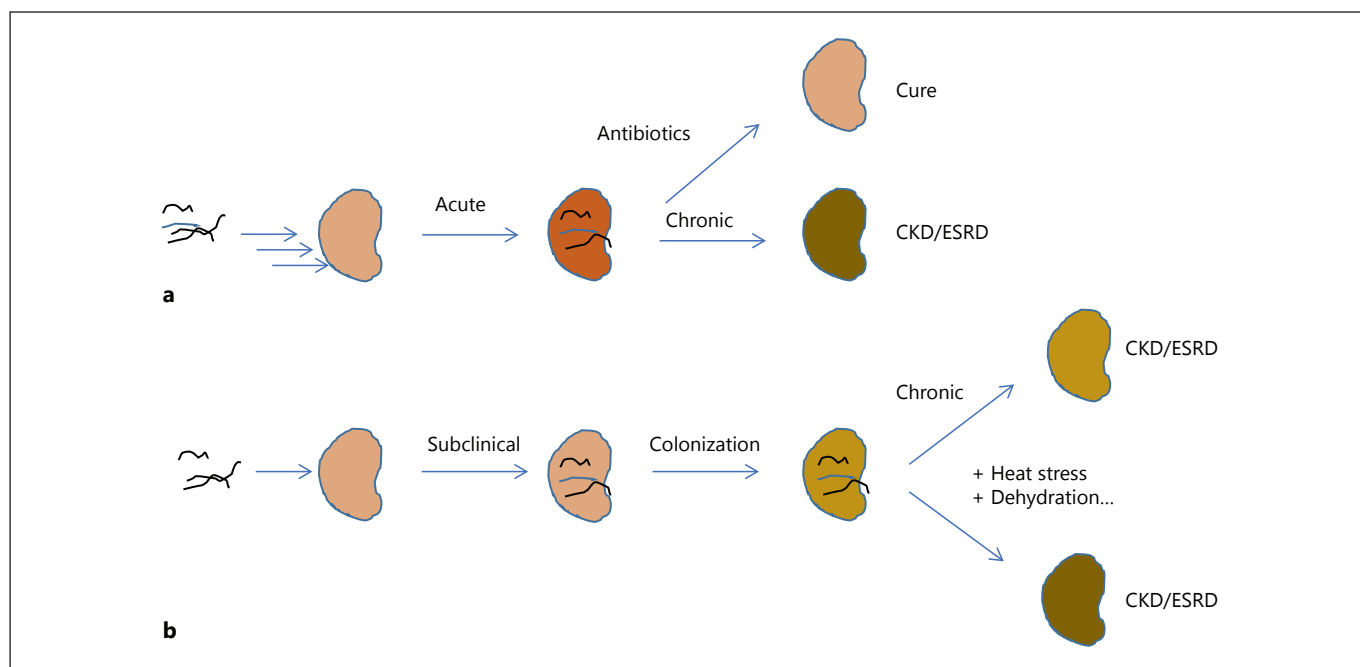 Cure
Antibiotics
Acute
Chronic
CKD/ESRD
a
CKD/ESRD
Chronic
Subclinical
Colonization
+ Heat stress
+ Dehydration...
CKD/ESRD
b